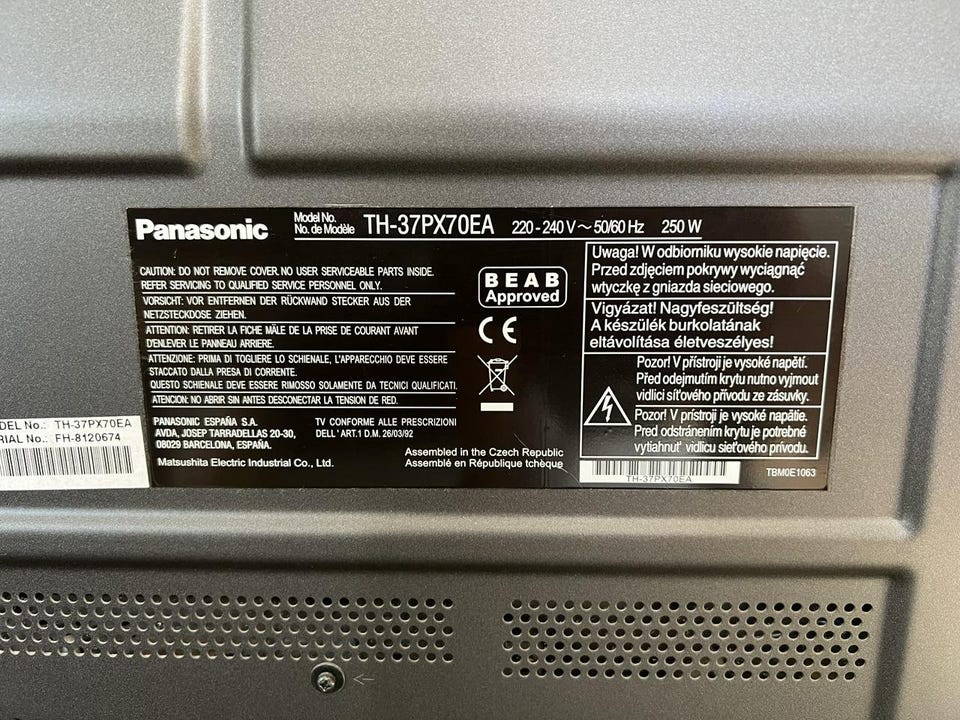 Panasonic
Model No.
No. de Modèle
TH-37PX70EA
220-240 V ~ 50/60 Hz 250 W
CAUTION: DO NOT REMOVE COVER. NO USER SERVICEABLE PARTS INSIDE.
REFER SERVICING TO QUALIFIED SERVICE PERSONNEL ONLY.
VORSICHT: VOR ENTFERNEN DER RÜCKWAND STECKER AUS DER
NETZSTECKDOSE ZIEHEN.
ATTENTION: RETIRER LA FICHE MÂLE DE LA PRISE DE COURANT AVANT
D'ENLEVER LE PANNEAU ARRIERE.
ATTENZIONE: PRIMA DI TOGLIERE LO SCHIENALE, L'APPARECCHIO DEVE ESSERE
STACCATO DALLA PRESA DI CORRENTE.
QUESTO SCHIENALE DEVE ESSERE RIMOSSO SOLAMENTE DA TECNICI QUALIFICATI.
ATENCION: NO ABRIR SIN ANTES DESCONECTAR LA TENSION DE RED.
PANASONIC ESPAÑA S.A.
AVDA, JOSEP TARRADELLAS 20-30,
08029 BARCELONA, ESPAÑA.
Matsushita Electric Industrial Co., Ltd.
TV CONFORME ALLE PRESCRIZIONI
DELL' ART.1 D.M. 26/03/92
Assembled in the Czech Republic
Assemblé en République tchèque
BEAB
Approved
CE
Uwaga! W odbiorniku wysokie napięcie.
Przed zdjęciem pokrywy wyciągnąć
wtyczkę z gniazda sieciowego.
Vigyázat! Nagyfeszültség!
A készülék burkolatának
eltávolítása életveszélyes!
Pozor! V přístroji je vysoké napětí.
Před odejmutím krytu nutno vyjmout
vidlici síťového přívodu ze zásuvky.
Pozor! V prístroji je vysoké napätie.
Pred odstránením krytu je potrebné
vytiahnuť vidlicu sieťového prívodu.
TH-37PX70EA
TBM0E1063
DEL No.: TH-37PX70EA
RIAL No.: FH-8120674